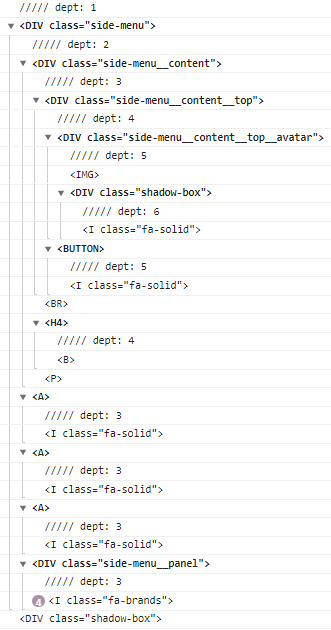 ///// dept: 1
<DIV class="side-menu">
///// dept: 2
<DIV class="side-menu__content">
///// dept: 3
<DIV class="side-menu__content__top">
///// dept: 4
<DIV class="side-menu__content__top__avatar">
///// dept: 5
<IMG>
<DIV class="shadow-box">
///// dept: 6
<I class="fa-solid">
<BUTTON>
///// dept: 5
<I class="fa-solid">
<BR>
<H4>
///// dept: 4
<B>
<P>
<A>
///// dept: 3
<I class="fa-solid">
<A>
///// dept: 3
<I class="fa-solid">
<A>
///// dept: 3
<I class="fa-solid">
<DIV class="side-menu__panel">
///// dept: 3
4 <I class="fa-brands">
<DIV class="shadow-box">